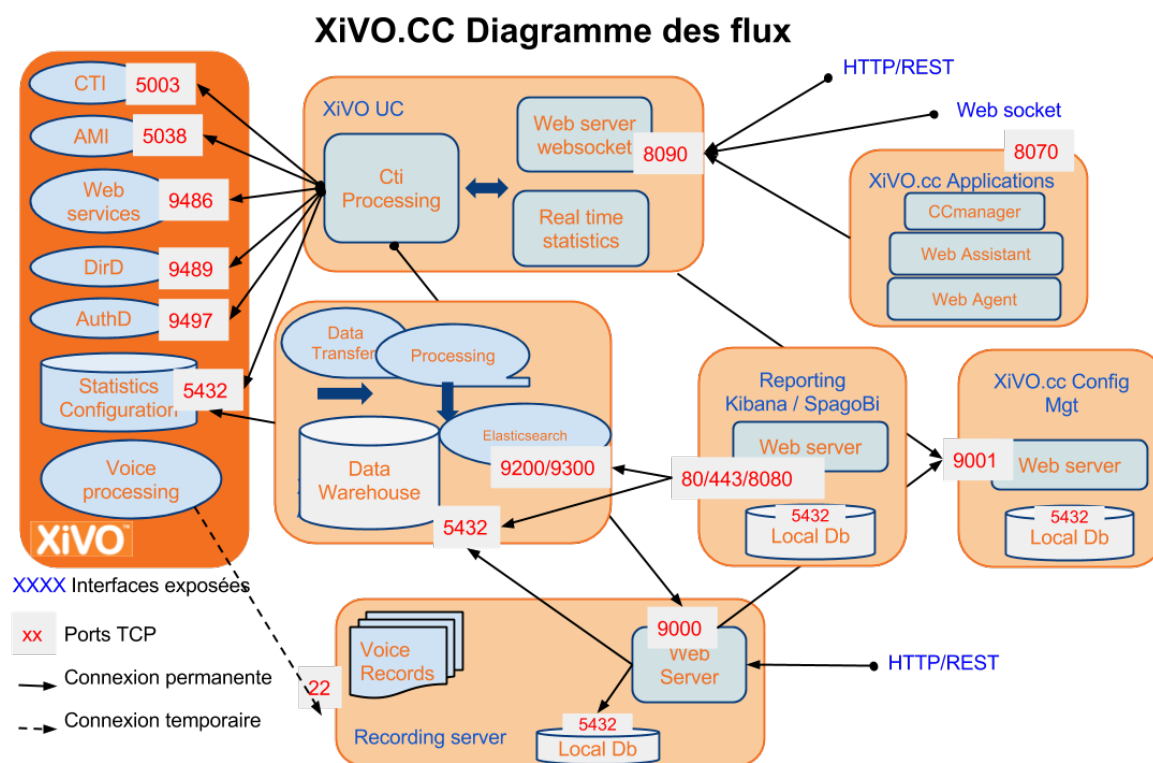 XiVO.CC Diagramme des flux
CTI
5003
AMI
5038
Web
services
9486
DirD
9489
AuthD
9497
Statistics
Configuration
5432
Voice
processing
XiVO™
XiVO UC
Cti
Processing
Web server
websocket
8090
Real time
statistics
HTTP/REST
Web socket
8070
XiVO.cc Applications
CCmanager
Web Assistant
Web Agent
Data
Transfer
Processing
Elasticsearch
9200/9300
Data
Warehouse
5432
Reporting
Kibana / SpagoBi
Web server
80/443/8080
5432
Local Db
XiVO.cc Config
Mgt
9001
Web server
5432
Local Db
XXXX Interfaces exposées
xx
Ports TCP
Connexion permanente
Connexion temporaire
22
Voice
Records
9000
Web
Server
HTTP/REST
5432
Local Db
Recording server